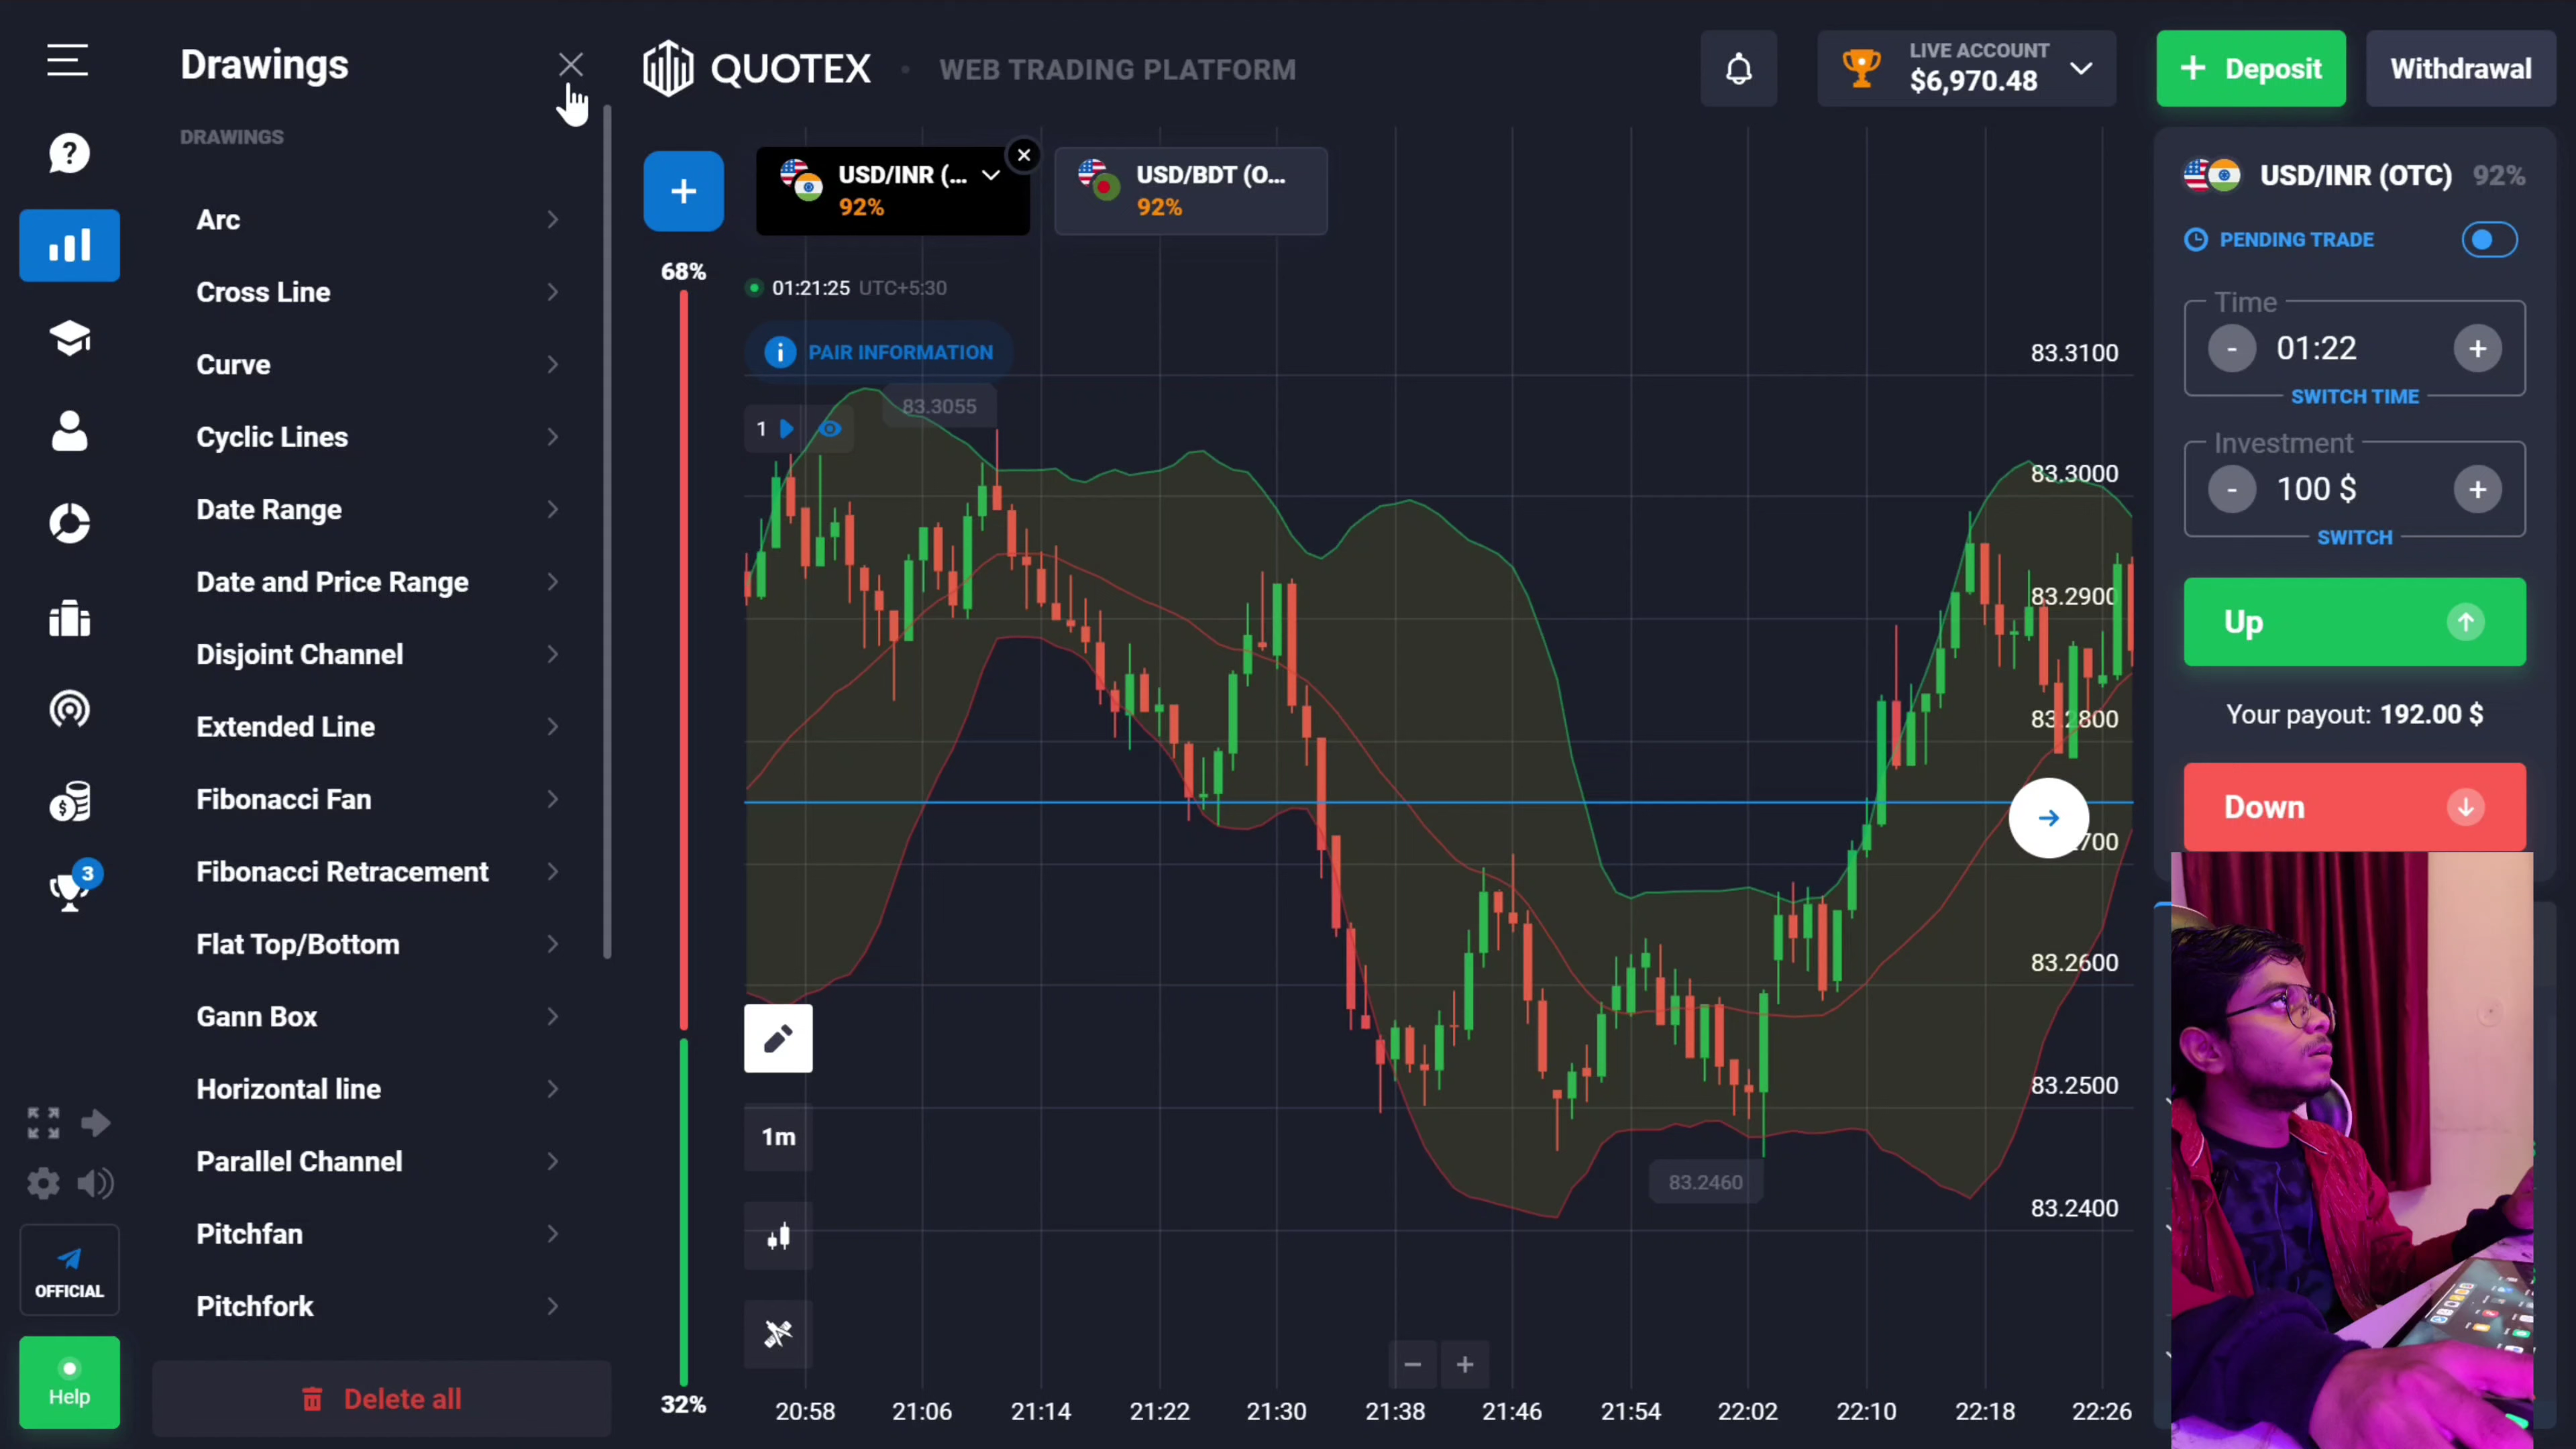 Drawings
DRAWINGS
Arc
Cross Line
Curve
Cyclic Lines
Date Range
Date and Price Range
Disjoint Channel
Extended Line
Fibonacci Fan
Fibonacci Retracement
Flat Top/Bottom
Gann Box
Horizontal line
Parallel Channel
Pitchfan
Pitchfork
Delete all
3
OFFICIAL
Help
QUOTEX • WEB TRADING PLATFORM
LIVE ACCOUNT
$6,970.48
+ Deposit
Withdrawal
+
USD/INR (...
92%
USD/BDT (O...
92%
68%
32%
01:21:25 UTC+5:30
PAIR INFORMATION
83.3055
1
83.3100
83.3000
83.2900
83.2800
700
83.2600
83.2500
83.2400
83.2460
1m
− +
20:58 21:06 21:14 21:22 21:30 21:38 21:46 21:54 22:02 22:10 22:18 22:26
USD/INR (OTC) 92%
PENDING TRADE
Time
- 01:22 +
SWITCH TIME
Investment
- 100 $ +
SWITCH
Up
Your payout: 192.00 $
Down